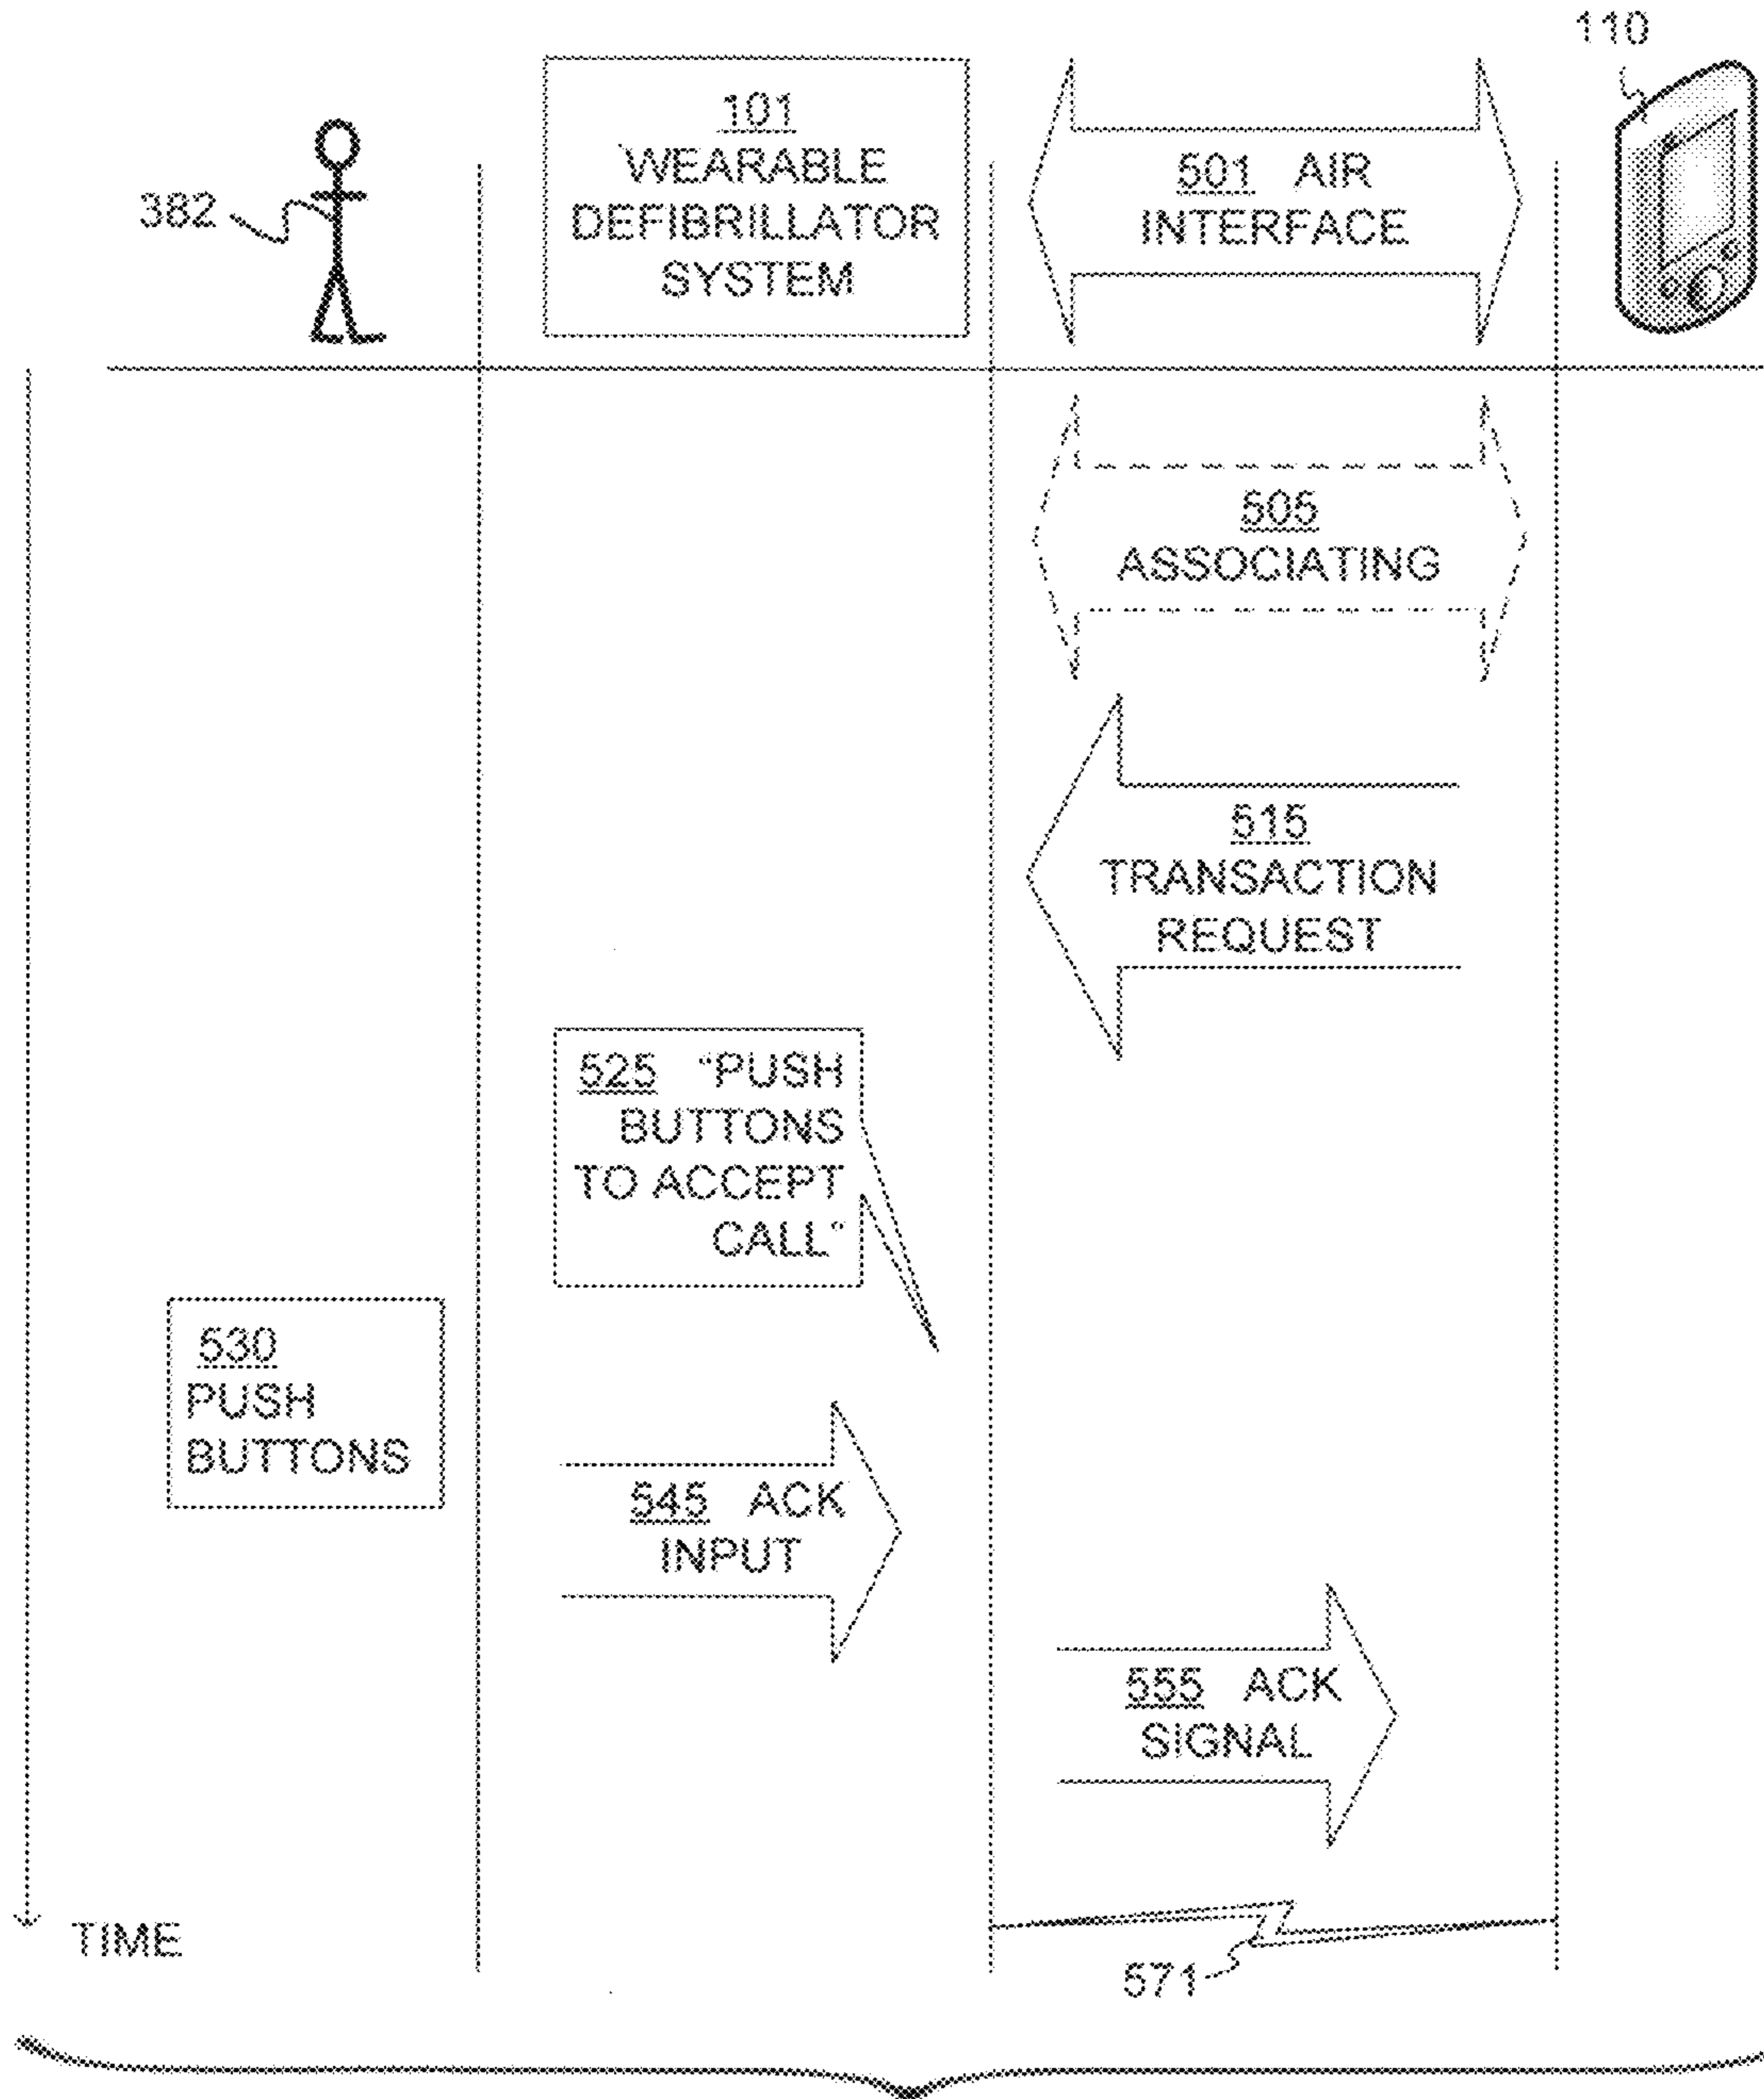 110
101
WEARABLE
DEFIBRILLATOR
SYSTEM
501 AIR
INTERFACE
382
505
ASSOCIATING
515
TRANSACTION
REQUEST
525 “PUSH
BUTTONS
TO ACCEPT
CALL“
530
PUSH
BUTTONS
545 ACK
INPUT
555 ACK
SIGNAL
TIME
571